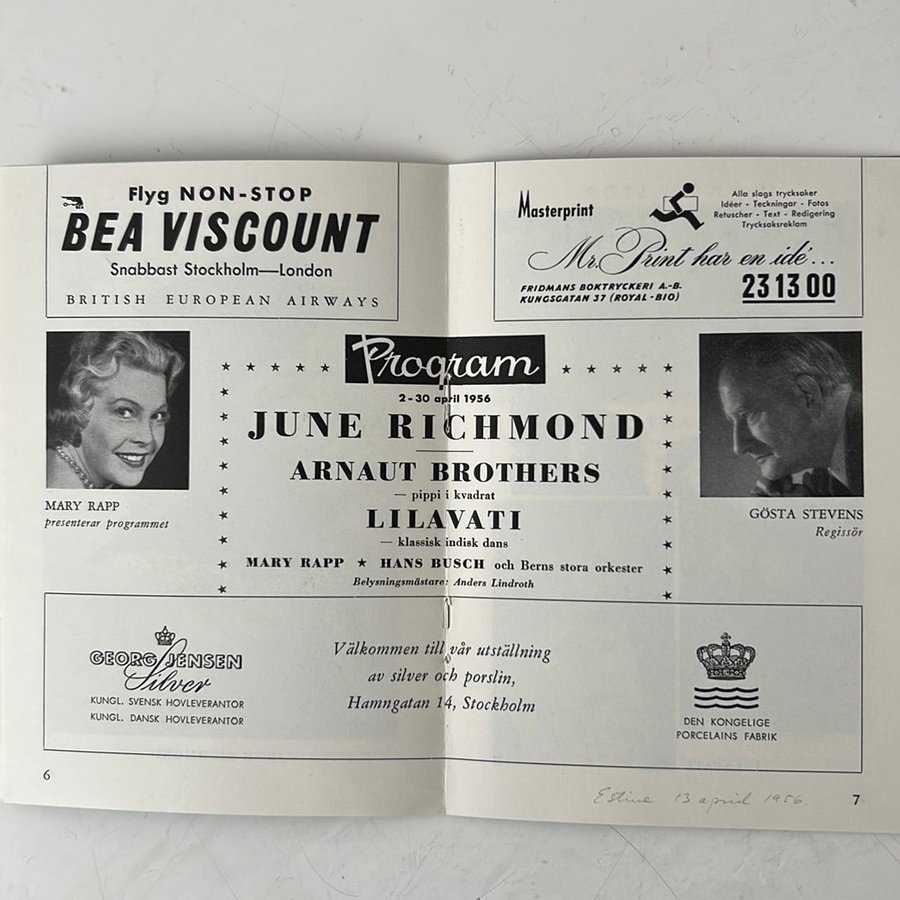 Flyg NON-STOP
BEA VISCOUNT
Snabbast Stockholm—London
BRITISH EUROPEAN AIRWAYS
Masterprint
Alla slags trycksaker
Idéer - Teckningar - Fotos
Retuscher - Text - Redigering
Trycksaksreklam
Mr. Print har en idé...
FRIDMANS BOKTRYCKERI A.-B.
KUNGSGATAN 37 (ROYAL-BIO)
23 13 00
Program
2-30 april 1956
JUNE RICHMOND
ARNAUT BROTHERS
— pippi i kvadrat
LILAVATI
— klassisk indisk dans
MARY RAPP ★ HANS BUSCH och Berns stora orkester
Belysningsmästare: Anders Lindroth
MARY RAPP
presenterar programmet
GÖSTA STEVENS
Regissör
GEORG JENSEN
Silver
KUNGL. SVENSK HOVLEVERANTÖR
KUNGL. DANSK HOVLEVERANTÖR
Välkommen till vår utställning
av silver och porslin,
Hamngatan 14, Stockholm
DEN KONGELIGE
PORCELAINS FABRIK
6
13 april 1956.
7